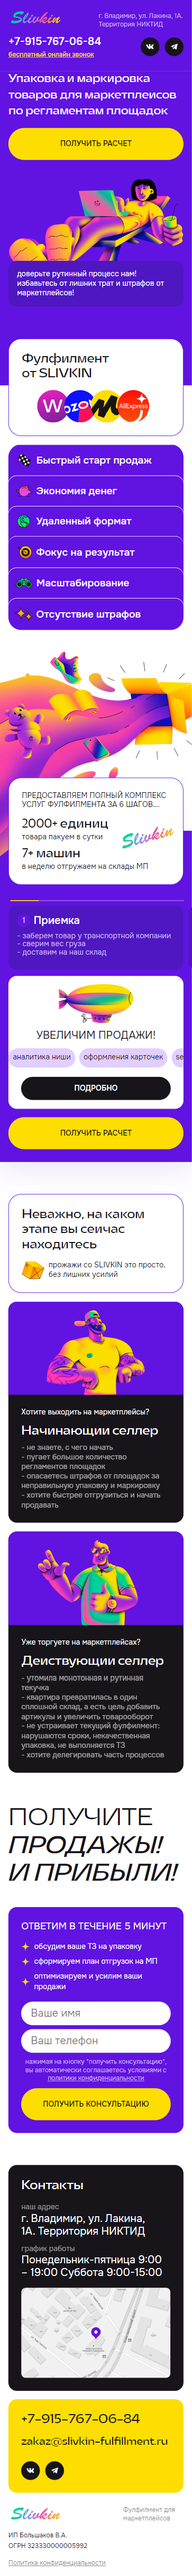 Slivkin
г. Владимир, ул. Лакина, 1А.
Территория НИКТИД
+7-915-767-06-84
бесплатный онлайн звонок
Упаковка и маркировка
товаров для маркетплейсов
по регламентам площадок
ПОЛУЧИТЬ РАСЧЕТ
доверьте рутинный процесс нам!
избавьтесь от лишних трат и штрафов от
маркетплейсов!
Фулфилмент
от SLIVKIN
W
OZON
AliExpress
Быстрый старт продаж
Экономия денег
Удаленный формат
Фокус на результат
Масштабирование
Отсутствие штрафов
ПРЕДОСТАВЛЯЕМ ПОЛНЫЙ КОМПЛЕКС
УСЛУГ ФУЛФИЛМЕНТА ЗА 6 ШАГОВ...
2000+ единиц
товара пакуем в сутки
7+ машин
в неделю отгружаем на склады МП
Slivkin
1 Приемка
- заберем товар у транспортной компании
- сверим вес груза
- доставим на наш склад
УВЕЛИЧИМ ПРОДАЖИ!
аналитика ниши
оформления карточек
se
ПОДРОБНО
ПОЛУЧИТЬ РАСЧЕТ
Неважно, на каком
этапе вы сейчас
находитесь
прожажи со SLIVKIN это просто,
без лишних усилий
Хотите выходить на маркетплейсы?
Начинающий селлер
- не знаете, с чего начать
- пугает большое количество
регламентов площадок
- опасаетесь штрафов от площадок за
неправильную упаковку и маркировку
- хотите быстрее отгрузиться и начать
продавать
Уже торгуете на маркетплейсах?
Действующий селлер
- утомила монотонная и рутинная
текучка
- квартира превратилась в один
сплошной склад, а есть цель добавить
артикулы и увеличить товарооборот
- не устраивает текущий фулфилмент:
нарушаются сроки, некачественная
упаковка, не выполняется ТЗ
- хотите делегировать часть процессов
ПОЛУЧИТЕ
ПРОДАЖЫ!
И ПРИБЫЛИ!
ОТВЕТИМ В ТЕЧЕНИЕ 5 МИНУТ
обсудим ваше ТЗ на упаковку
сформируем план отгрузок на МП
оптимизируем и усилим ваши
продажи
Ваше имя
Ваш телефон
нажимая на кнопку "получить консультацию",
вы автоматически соглашаетесь условиями с
политики конфиденциальности
ПОЛУЧИТЬ КОНСУЛЬТАЦИЮ
Контакты
наш адрес
г. Владимир, ул. Лакина,
1А. Территория НИКТИД
график работы
Понедельник-пятница 9:00
– 19:00 Суббота 9:00-15:00
+7-915-767-06-84
zakaz@slivkin-fulfillment.ru
Slivkin
Фулфилмент для
маркетплейсов
ИП Большаков В.А.
ОГРН 323330000005992
Политика конфиденциальности